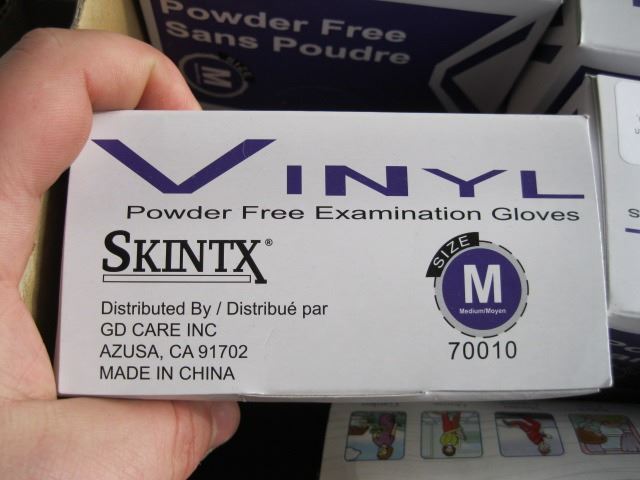 Powder Free
Sans Poudre
SIZE
M
VINYL
Powder Free Examination Gloves
SKINTX®
Distributed By / Distribué par
GD CARE INC
AZUSA, CA 91702
MADE IN CHINA
SIZE
M
Medium/Moyen
70010